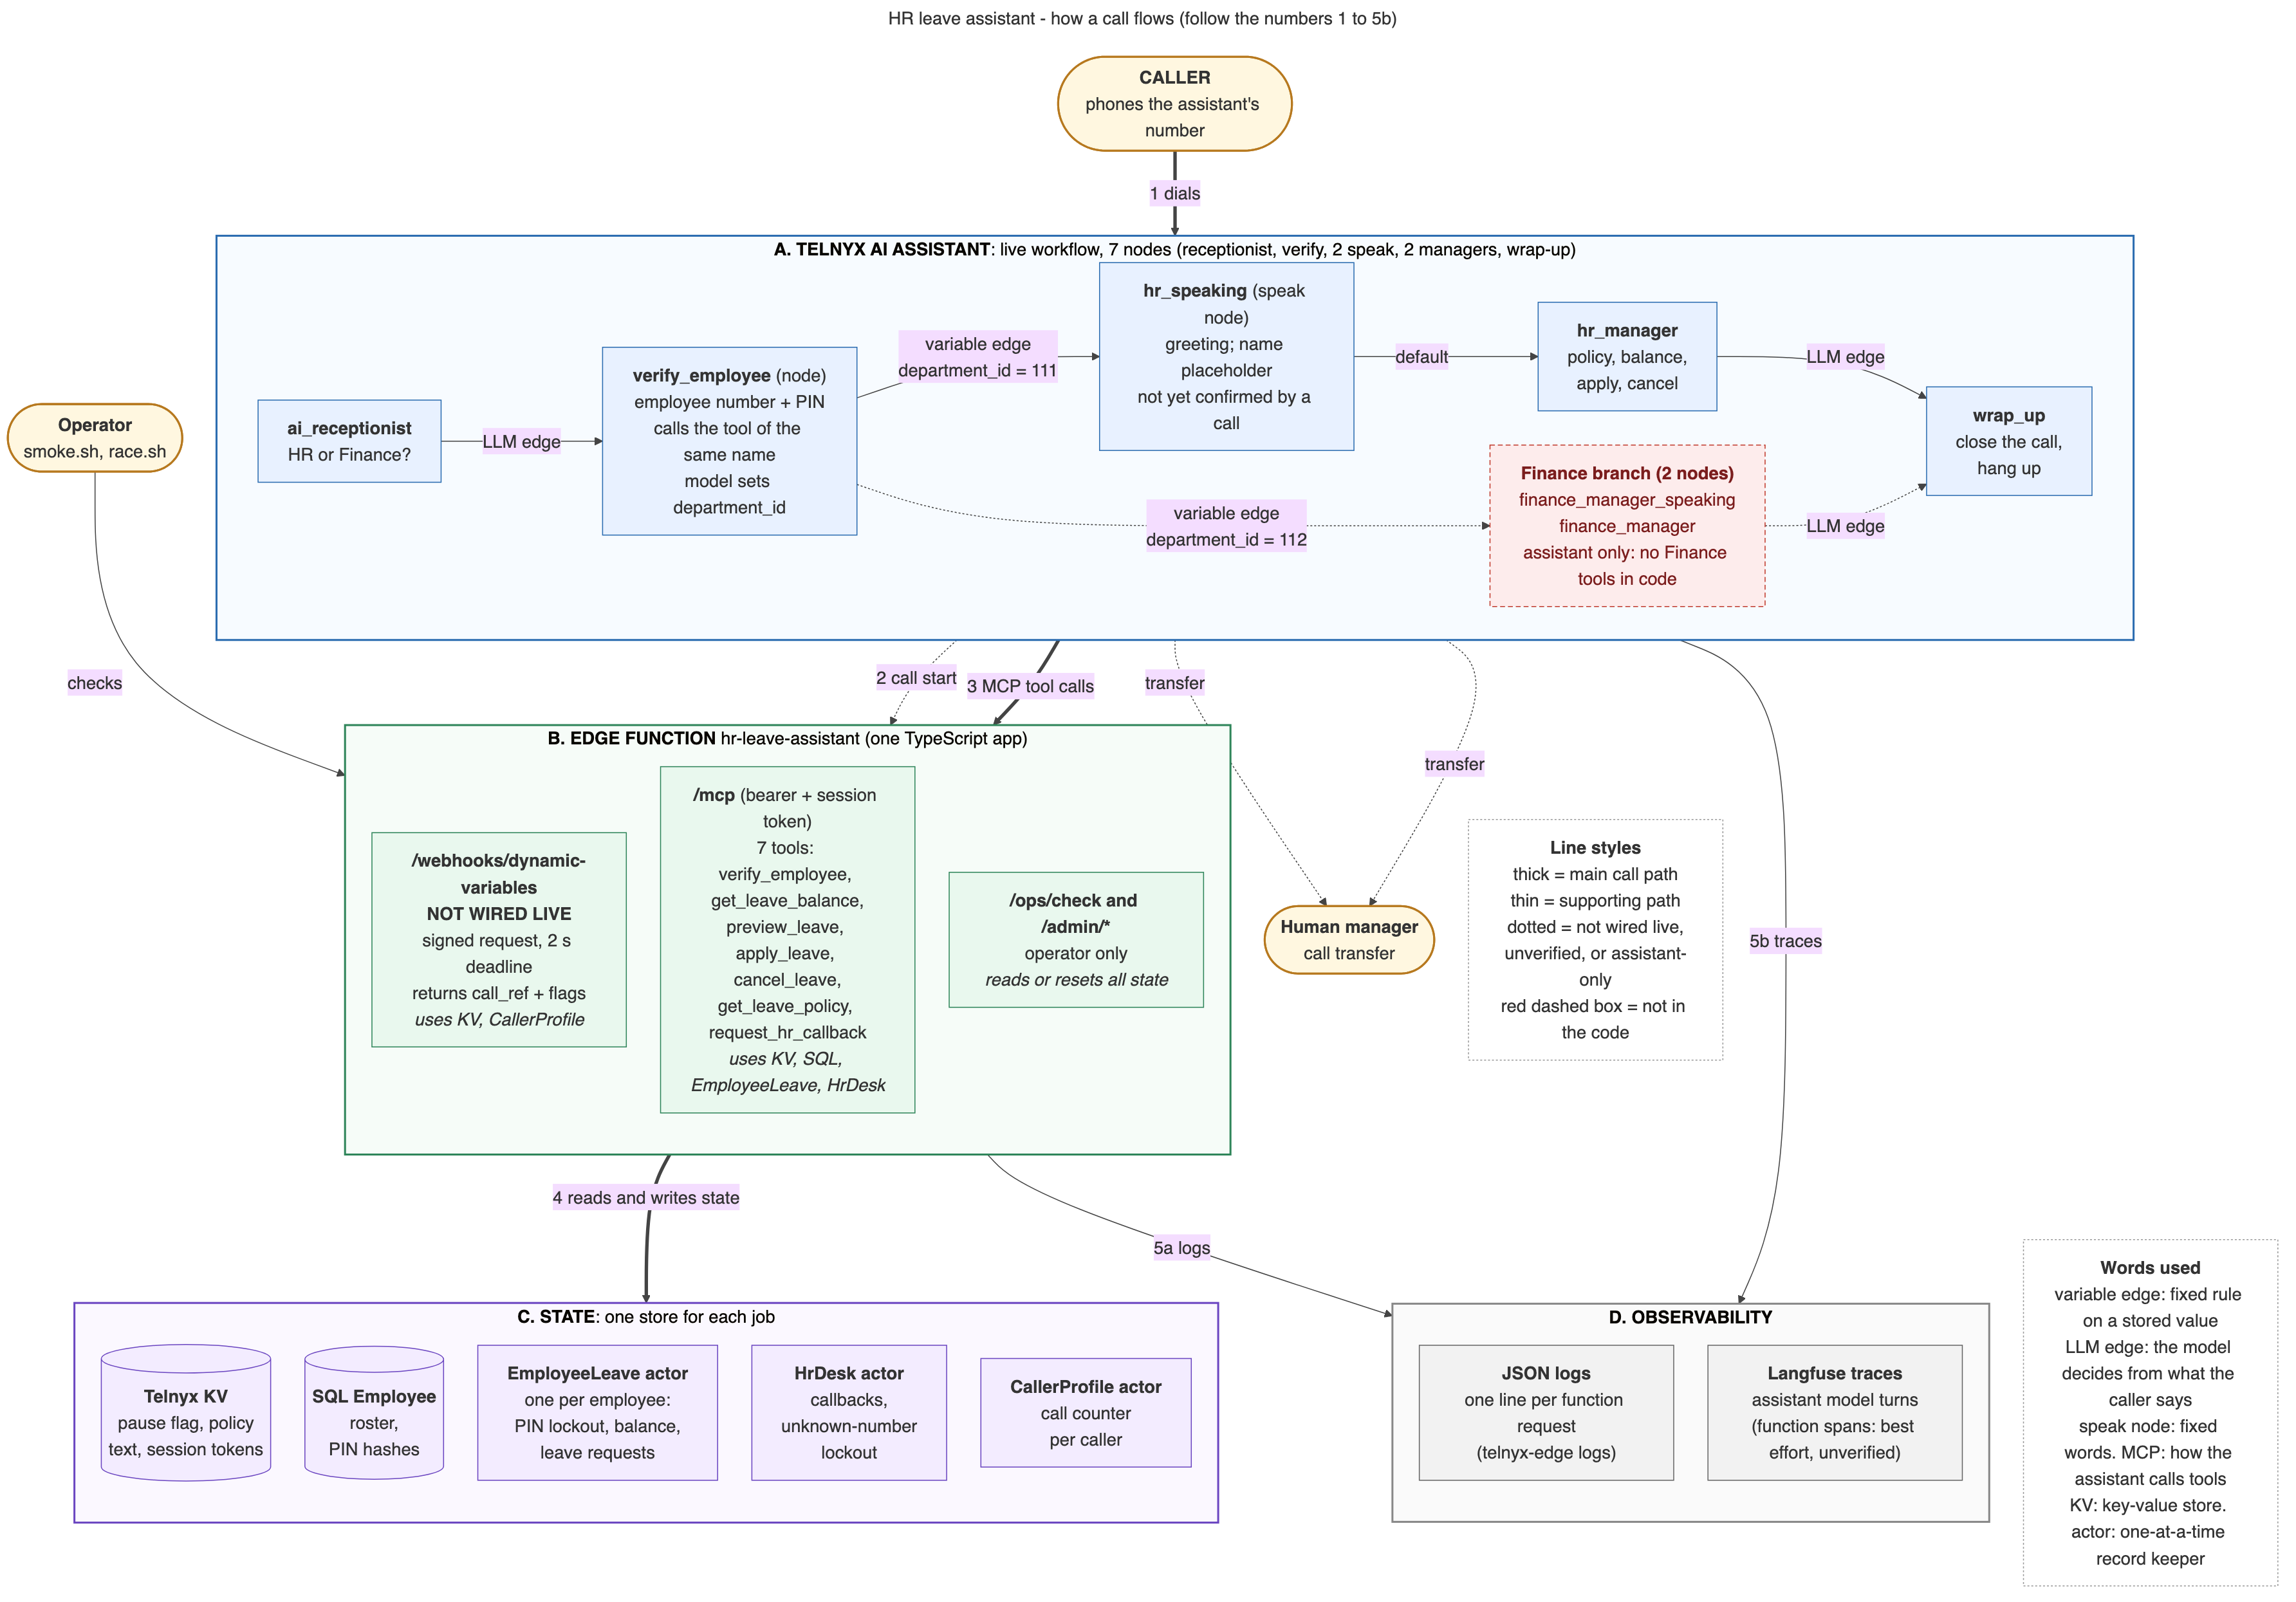 HR leave assistant - how a call flows (follow the numbers 1 to 5b)
CALLER
phones the assistant's
number
1 dials
A. TELNYX AI ASSISTANT: live workflow, 7 nodes (receptionist, verify, 2 speak, 2 managers, wrap-up)
ai_receptionist
HR or Finance?
LLM edge
verify_employee (node)
employee number + PIN
calls the tool of the
same name
model sets
department_id
variable edge
department_id = 111
hr_speaking (speak
node)
greeting; name
placeholder
not yet confirmed by a
call
default
hr_manager
policy, balance,
apply, cancel
LLM edge
wrap_up
close the call,
hang up
variable edge
department_id = 112
Finance branch (2 nodes)
finance_manager_speaking
finance_manager
assistant only: no Finance
tools in code
LLM edge
Operator
smoke.sh, race.sh
checks
2 call start
3 MCP tool calls
transfer
transfer
B. EDGE FUNCTION hr-leave-assistant (one TypeScript app)
/webhooks/dynamic-
variables
NOT WIRED LIVE
signed request, 2 s
deadline
returns call_ref + flags
uses KV, CallerProfile
/mcp (bearer + session
token)
7 tools:
verify_employee,
get_leave_balance,
preview_leave,
apply_leave,
cancel_leave,
get_leave_policy,
request_hr_callback
uses KV, SQL,
EmployeeLeave, HrDesk
/ops/check and
/admin/*
operator only
reads or resets all state
Human manager
call transfer
Line styles
thick = main call path
thin = supporting path
dotted = not wired live,
unverified, or assistant-
only
red dashed box = not in
the code
5b traces
4 reads and writes state
5a logs
C. STATE: one store for each job
Telnyx KV
pause flag, policy
text, session tokens
SQL Employee
roster,
PIN hashes
EmployeeLeave actor
one per employee:
PIN lockout, balance,
leave requests
HrDesk actor
callbacks,
unknown-number
lockout
CallerProfile actor
call counter
per caller
D. OBSERVABILITY
JSON logs
one line per function
request
(telnyx-edge logs)
Langfuse traces
assistant model turns
(function spans: best
effort, unverified)
Words used
variable edge: fixed rule
on a stored value
LLM edge: the model
decides from what the
caller says
speak node: fixed
words. MCP: how the
assistant calls tools
KV: key-value store.
actor: one-at-a-time
record keeper